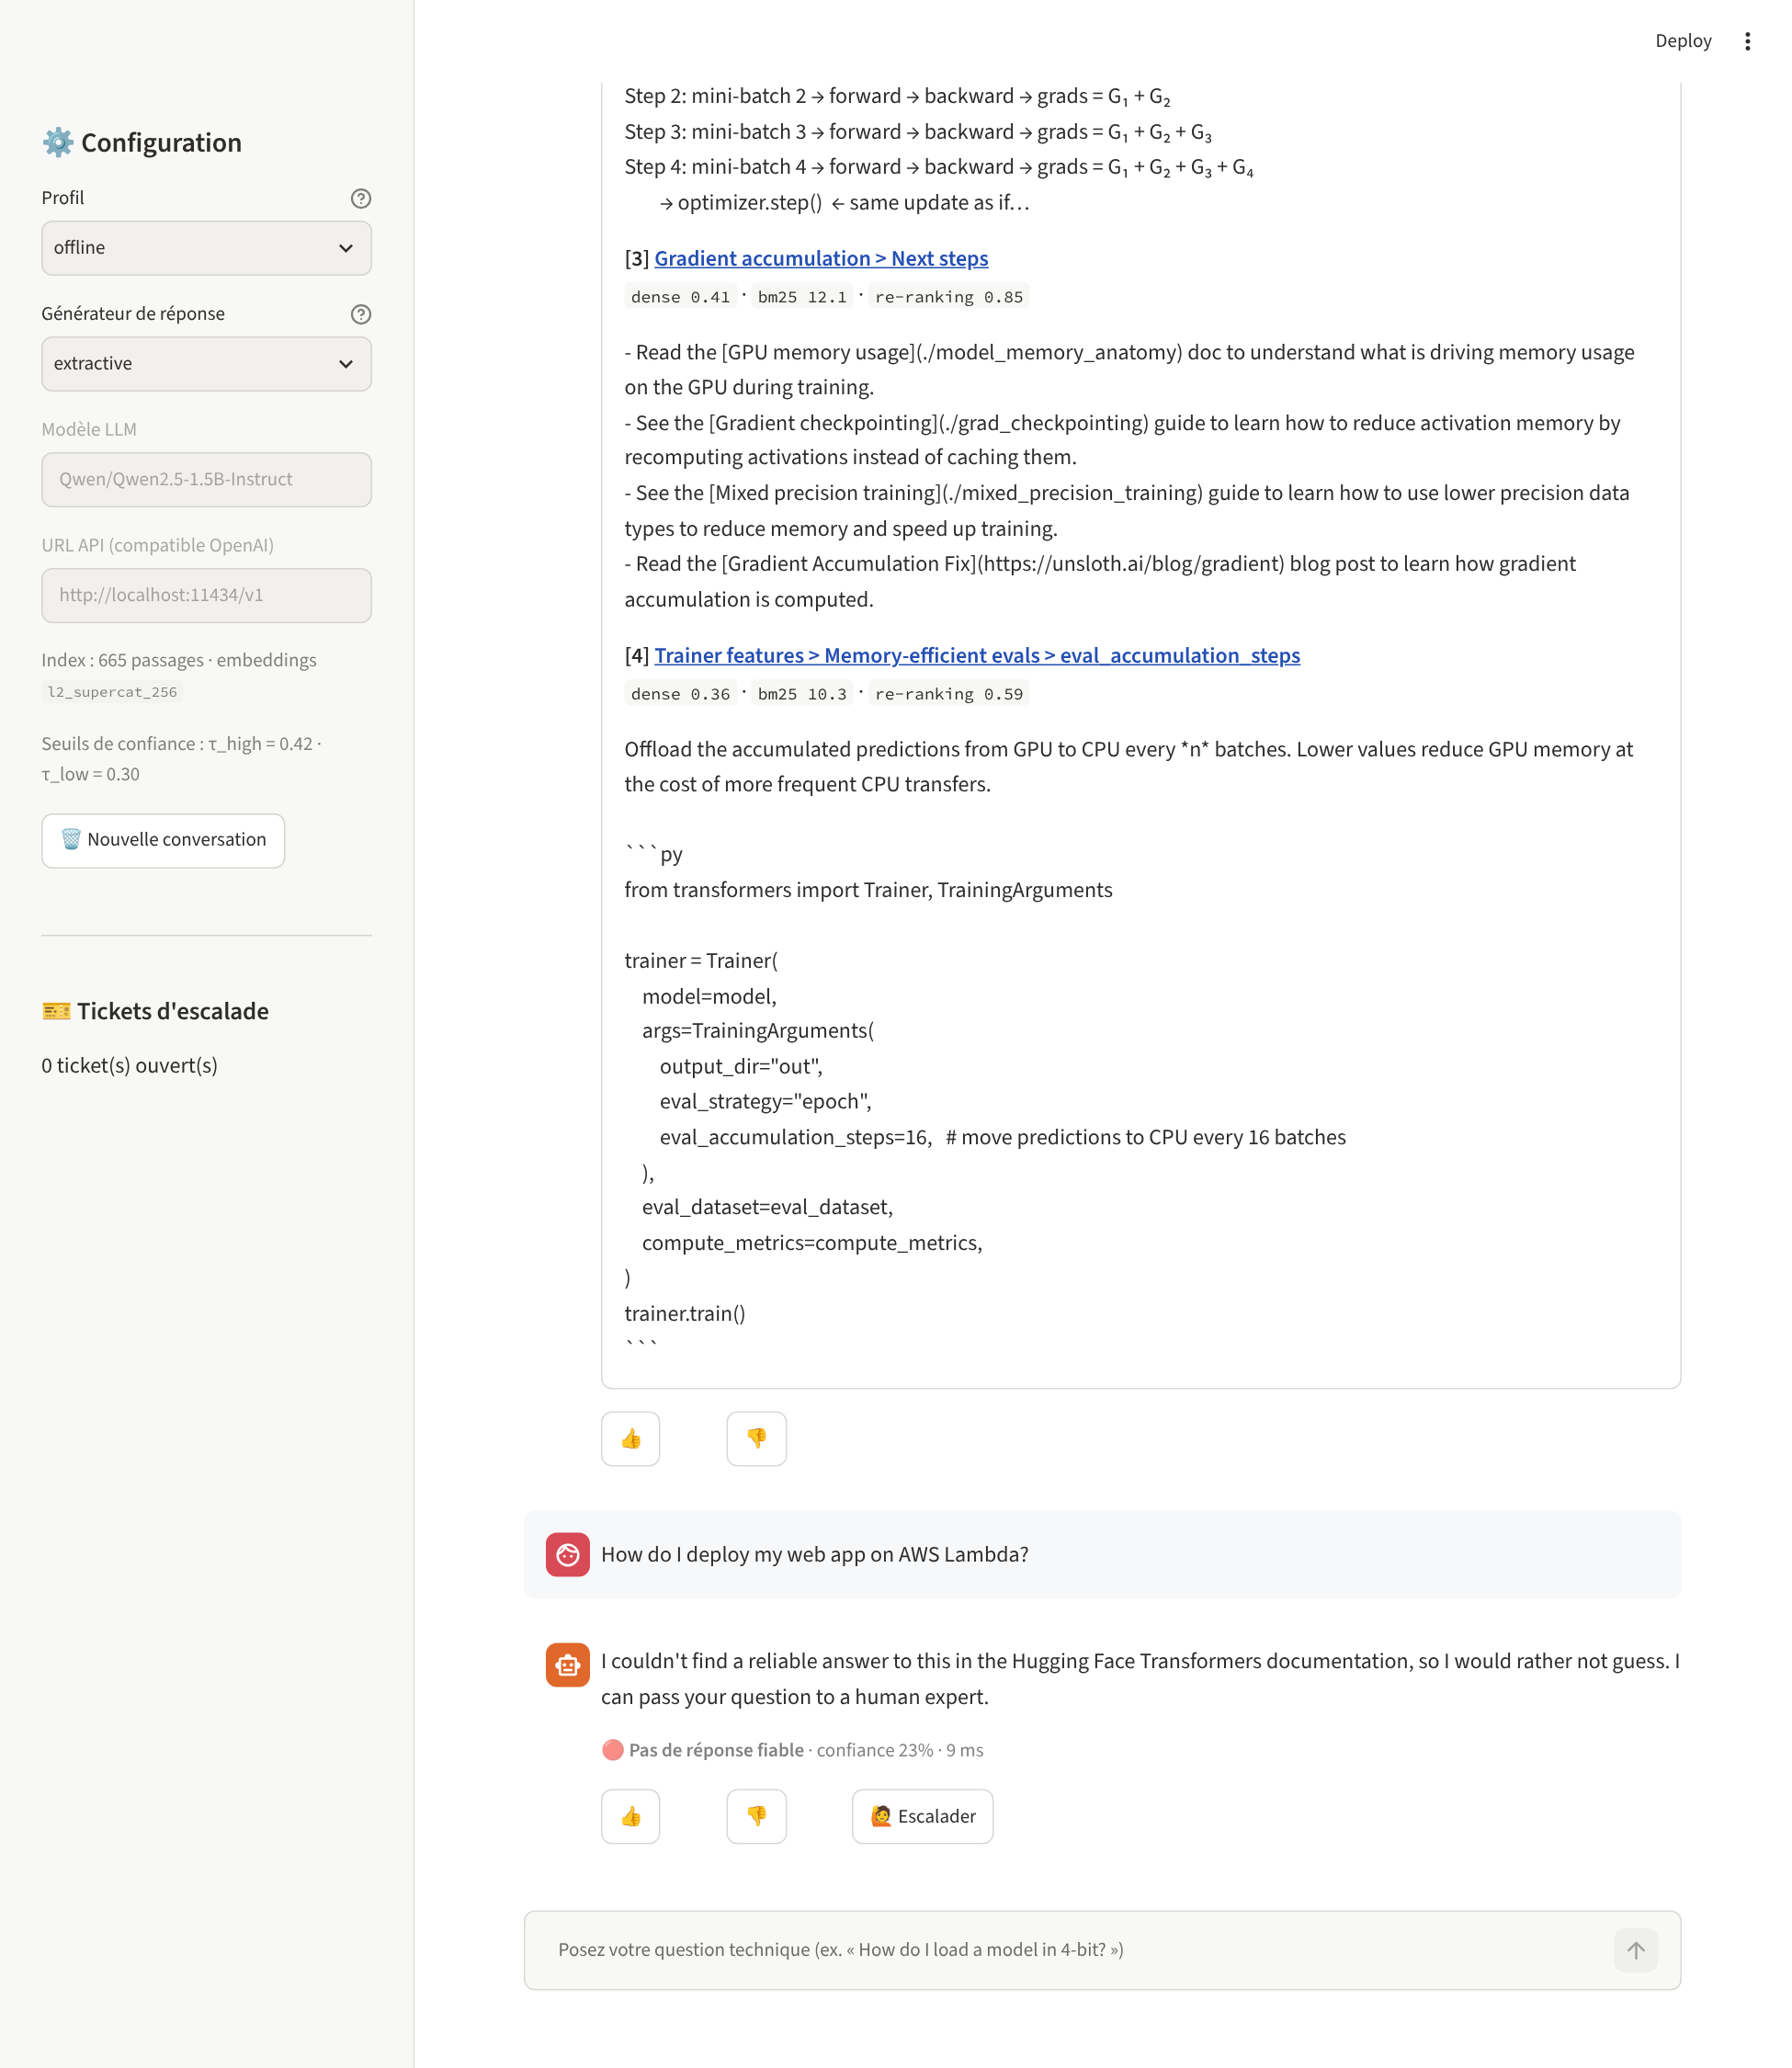 Deploy
⚙️ Configuration
Profil
offline
Générateur de réponse
extractive
Modèle LLM
Qwen/Qwen2.5-1.5B-Instruct
URL API (compatible OpenAI)
http://localhost:11434/v1
Index : 665 passages · embeddings
l2_supercat_256
Seuils de confiance : τ_high = 0.42 ·
τ_low = 0.30
🗑️ Nouvelle conversation
🎫 Tickets d'escalade
0 ticket(s) ouvert(s)
Step 2: mini-batch 2 → forward → backward → grads = G₁ + G₂
Step 3: mini-batch 3 → forward → backward → grads = G₁ + G₂ + G₃
Step 4: mini-batch 4 → forward → backward → grads = G₁ + G₂ + G₃ + G₄
→ optimizer.step() ← same update as if…
[3] Gradient accumulation > Next steps
dense 0.41 · bm25 12.1 · re-ranking 0.85
- Read the [GPU memory usage](./model_memory_anatomy) doc to understand what is driving memory usage
on the GPU during training.
- See the [Gradient checkpointing](./grad_checkpointing) guide to learn how to reduce activation memory by
recomputing activations instead of caching them.
- See the [Mixed precision training](./mixed_precision_training) guide to learn how to use lower precision data
types to reduce memory and speed up training.
- Read the [Gradient Accumulation Fix](https://unsloth.ai/blog/gradient) blog post to learn how gradient
accumulation is computed.
[4] Trainer features > Memory-efficient evals > eval_accumulation_steps
dense 0.36 · bm25 10.3 · re-ranking 0.59
Offload the accumulated predictions from GPU to CPU every *n* batches. Lower values reduce GPU memory at
the cost of more frequent CPU transfers.
```py
from transformers import Trainer, TrainingArguments
trainer = Trainer(
model=model,
args=TrainingArguments(
output_dir="out",
eval_strategy="epoch",
eval_accumulation_steps=16, # move predictions to CPU every 16 batches
),
eval_dataset=eval_dataset,
compute_metrics=compute_metrics,
)
trainer.train()
```
👍 👎
How do I deploy my web app on AWS Lambda?
I couldn't find a reliable answer to this in the Hugging Face Transformers documentation, so I would rather not guess. I
can pass your question to a human expert.
🔴 Pas de réponse fiable · confiance 23% · 9 ms
👍 👎 🙋 Escalader
Posez votre question technique (ex. « How do I load a model in 4-bit? »)